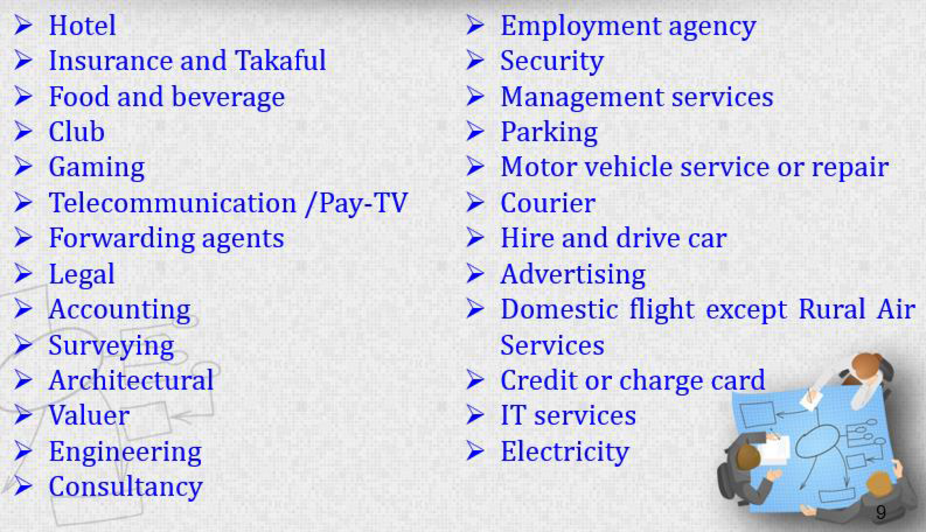 Hotel
Insurance and Takaful
Food and beverage
Club
Gaming
Telecommunication /Pay-TV
Forwarding agents
Legal
Accounting
Surveying
Architectural
Valuer
Engineering
Consultancy
Employment agency
Security
Management services
Parking
Motor vehicle service or repair
Courier
Hire and drive car
Advertising
Domestic flight except Rural Air
Services
Credit or charge card
IT services
Electricity
9